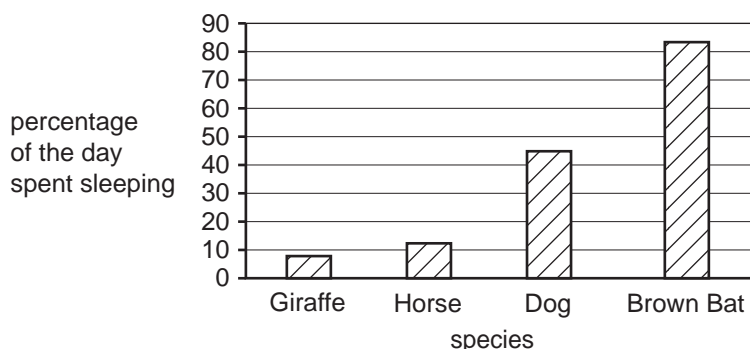 90
80
70
60
50
40
30
20
10
0
percentage
of the day
spent sleeping
Giraffe Horse Dog Brown Bat
species